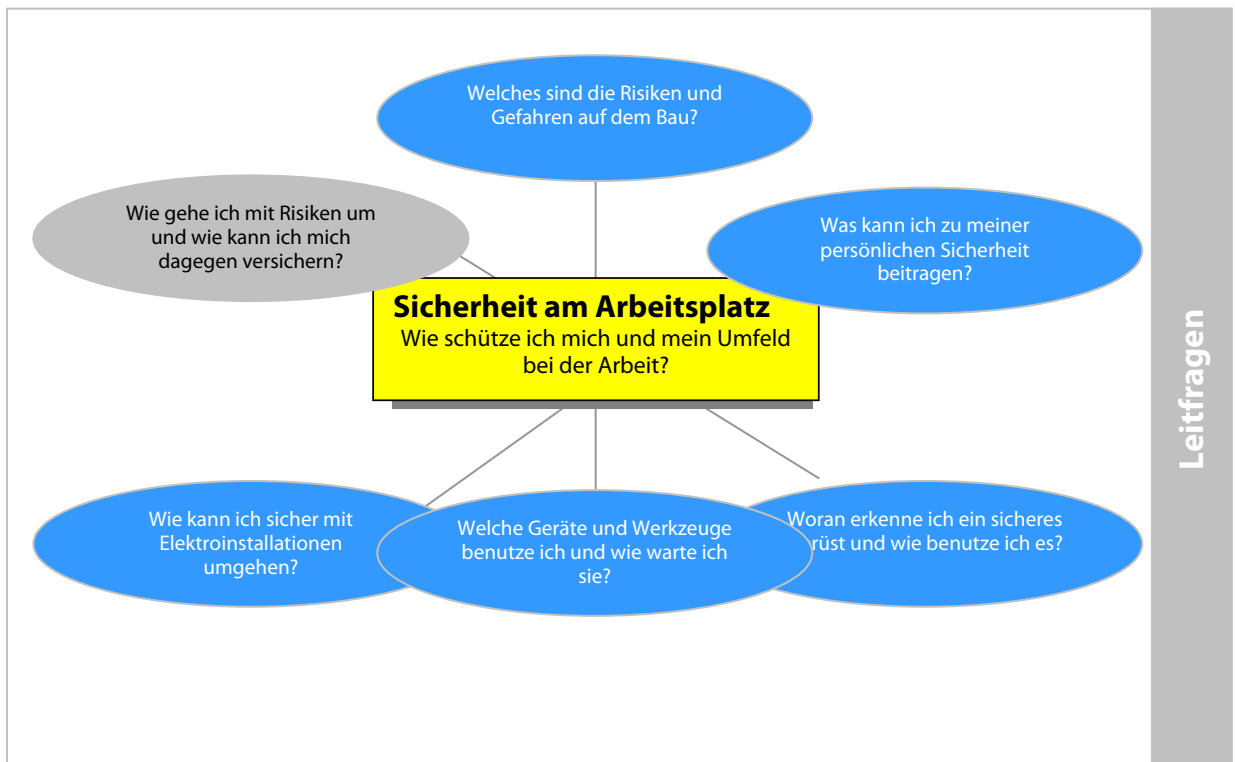 Welches sind die Risiken und
Gefahren auf dem Bau?
Wie gehe ich mit Risiken um
und wie kann ich mich
dagegen versichern?
Was kann ich zu meiner
persönlichen Sicherheit
beitragen?
Sicherheit am Arbeitsplatz
Wie schütze ich mich und mein Umfeld
bei der Arbeit?
Wie kann ich sicher mit
Elektroinstallationen
umgehen?
Welche Geräte und Werkzeuge
benutze ich und wie warte ich
sie?
Woran erkenne ich ein sicheres
rüst und wie benutze ich es?
Leitfragen